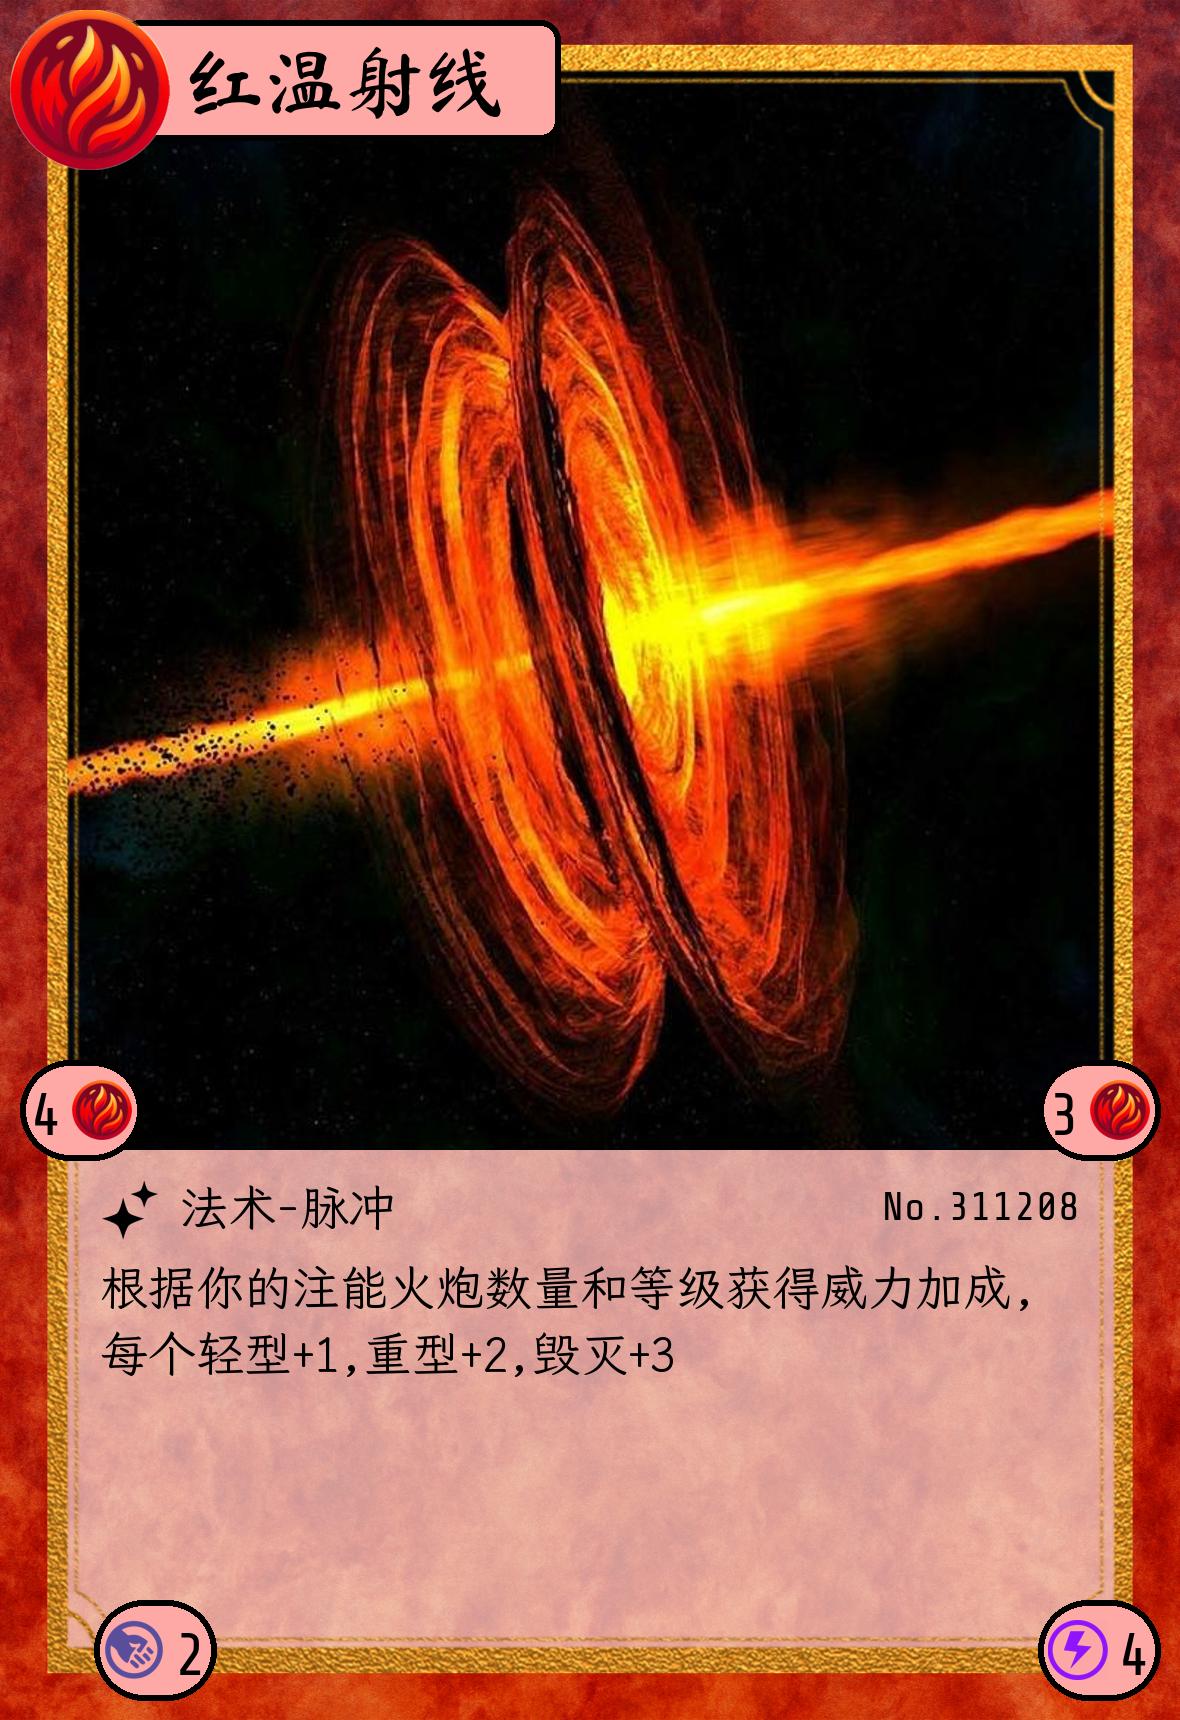 红温射线
4
3
法术-脉冲
No.311208
根据你的注能火炮数量和等级获得威力加成,
每个轻型+1,重型+2,毁灭+3
2
4